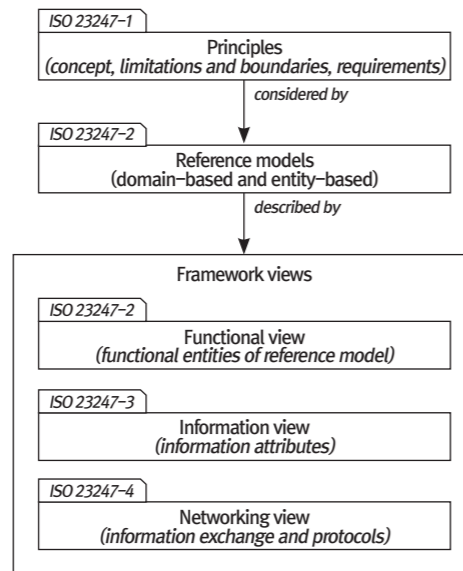 ISO 23247-1
Principles
(concept, limitations and boundaries, requirements)
considered by
ISO 23247-2
Reference models
(domain-based and entity-based)
described by
Framework views
ISO 23247-2
Functional view
(functional entities of reference model)
ISO 23247-3
Information view
(information attributes)
ISO 23247-4
Networking view
(information exchange and protocols)